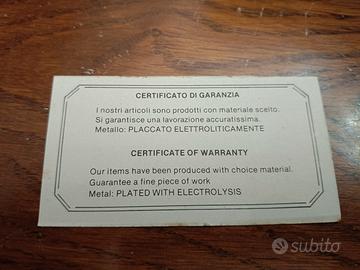 CERTIFICATO DI GARANZIA
I nostri articoli sono prodotti con materiale scelto.
Si garantisce una lavorazione accuratissima.
Metallo: PLACCATO ELETTROLITICAMENTE
CERTIFICATE OF WARRANTY
Our items have been produced with choice material.
Guarantee a fine piece of work
Metal: PLATED WITH ELECTROLYSIS
subito